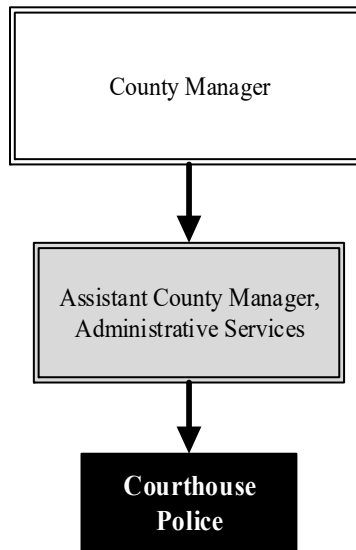 County Manager
Assistant County Manager,
Administrative Services
Courthouse
Police